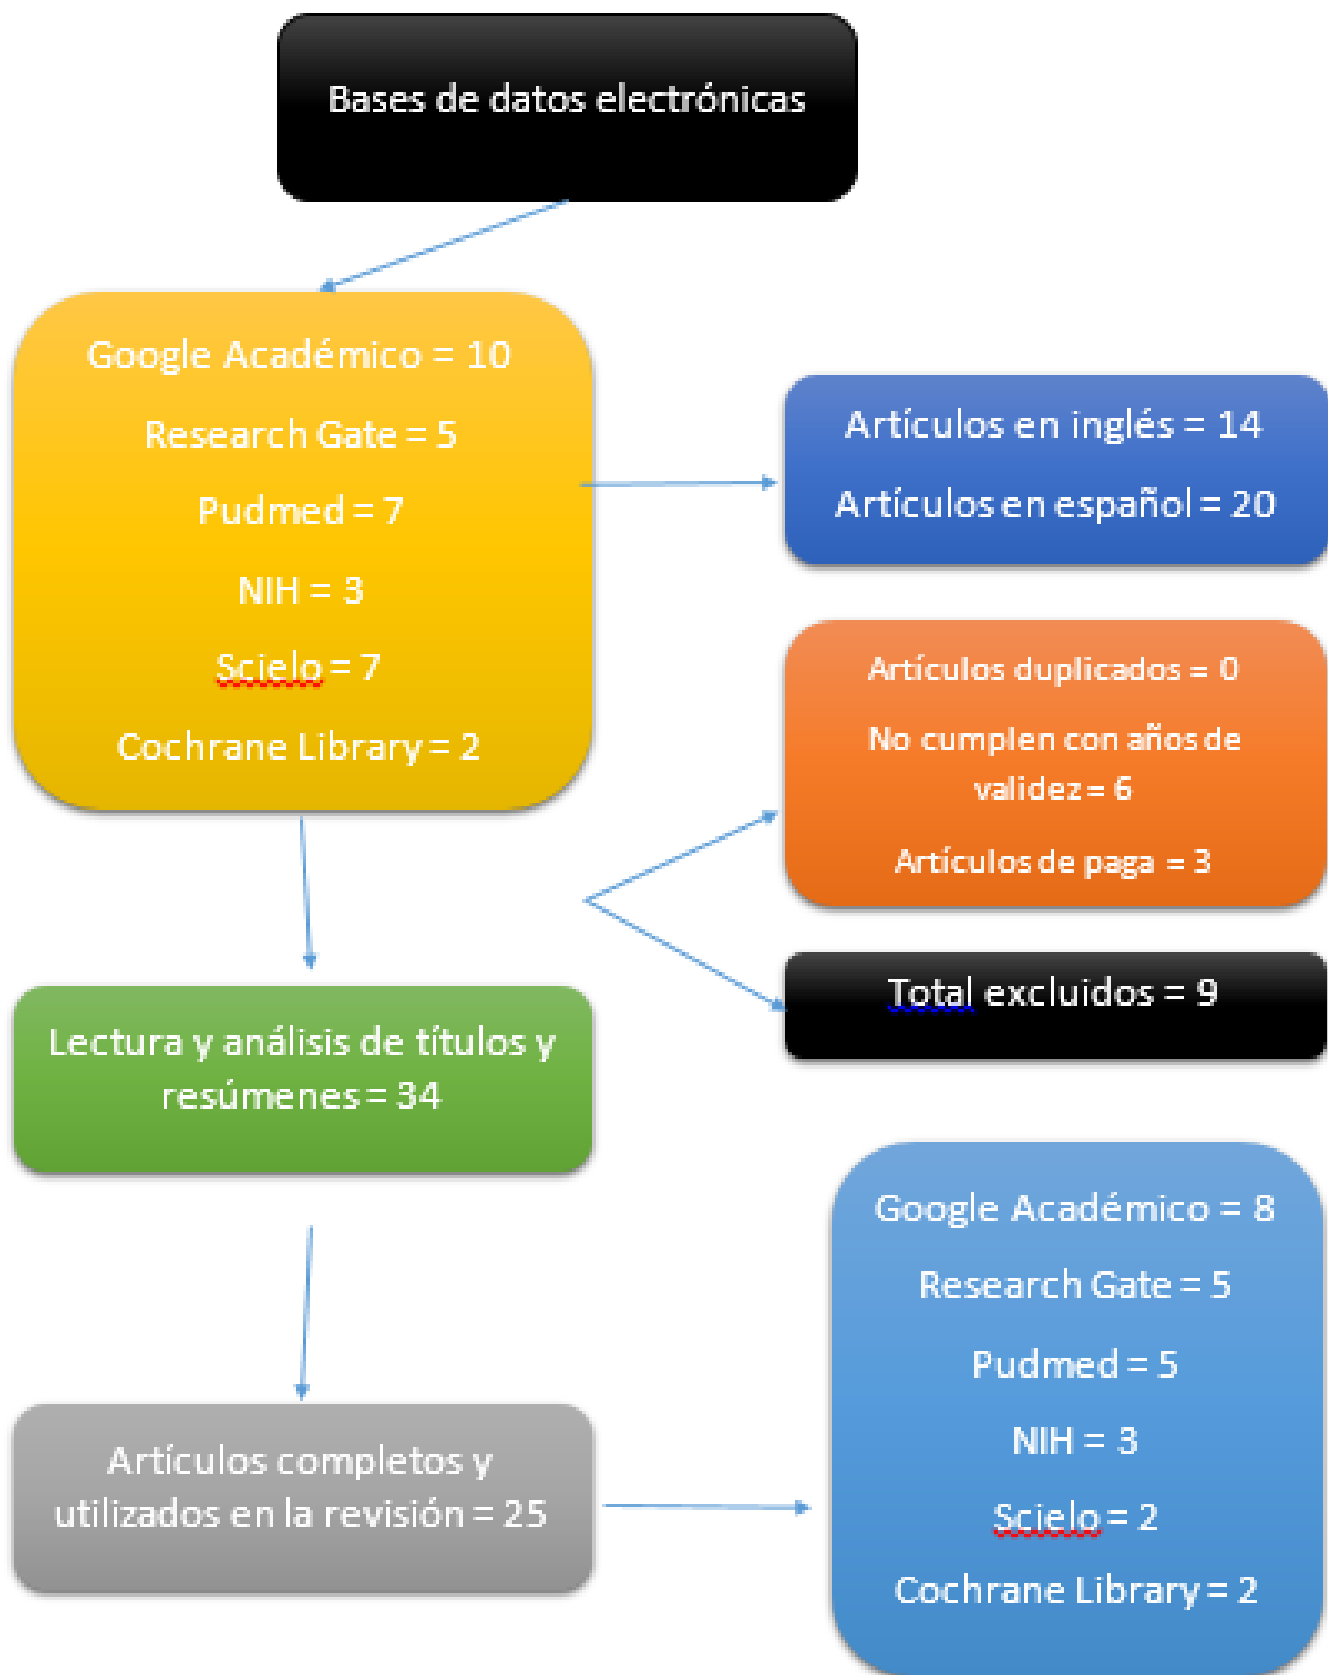 Bases de datos electrónicas
Google Académico = 10
Research Gate = 5
Pudmed = 7
NIH = 3
Scielo = 7
Cochrane Library = 2
Artículos en inglés = 14
Artículos en español = 20
Artículos duplicados = 0
No cumplen con años de
validez = 6
Artículos de paga = 3
Total excluidos = 9
Lectura y análisis de títulos y
resúmenes = 34
Artículos completos y
utilizados en la revisión = 25
Google Académico = 8
Research Gate = 5
Pudmed = 5
NIH = 3
Scielo = 2
Cochrane Library = 2